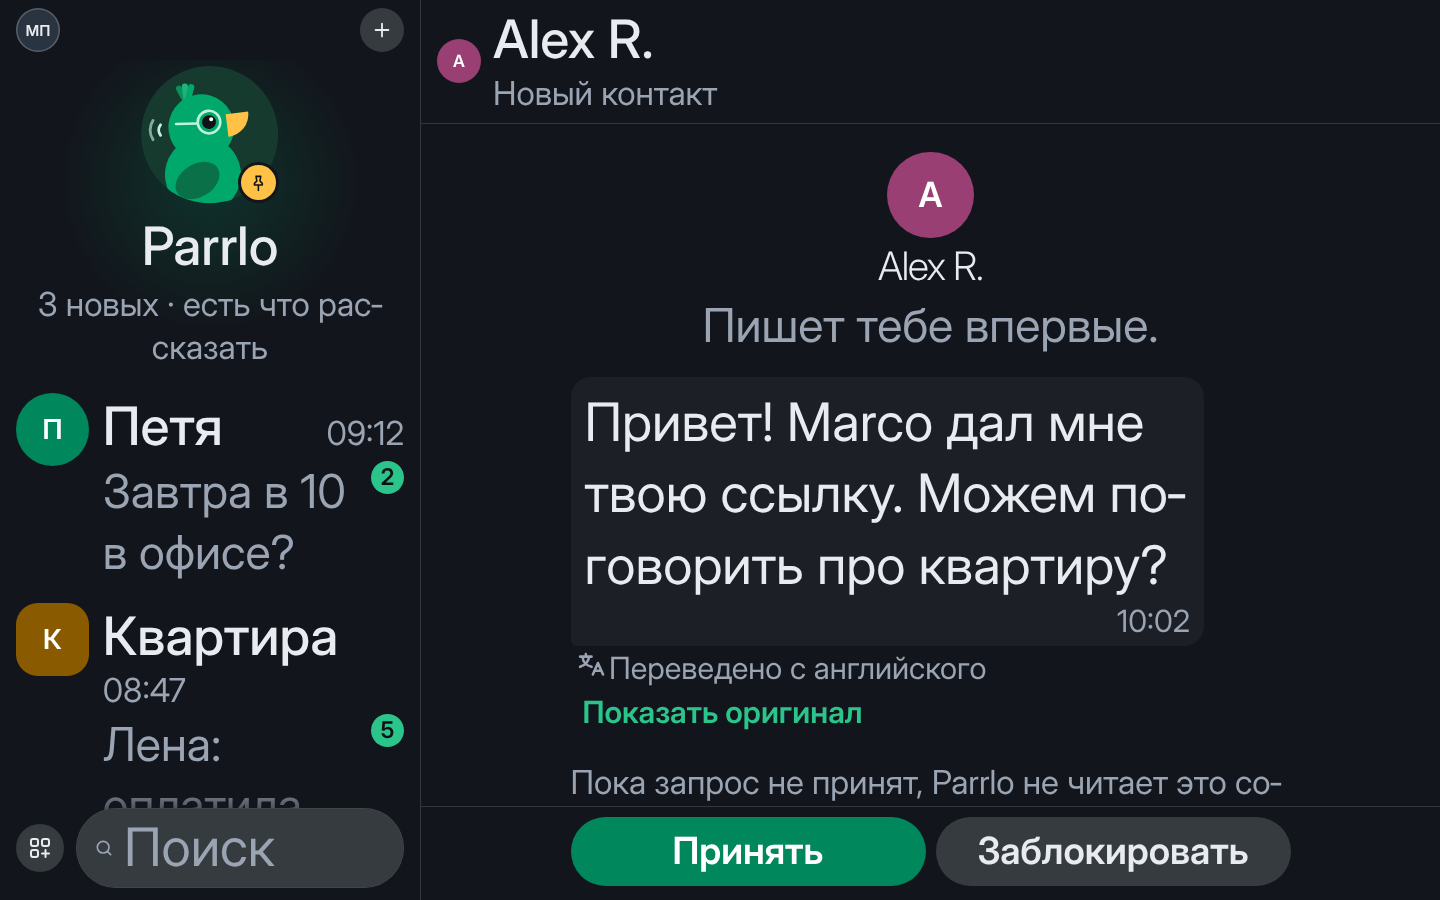 МП
Parrlo
3 новых · есть что рас-
сказать
П
Петя
09:12
Завтра в 10
2
в офисе?
К
Квартира
08:47
Лена:
5
оплатила
Поиск
A
Alex R.
Новый контакт
A
Alex R.
Пишет тебе впервые.
Привет! Marco дал мне
твою ссылку. Можем по-
говорить про квартиру?
10:02
Переведено с английского
Показать оригинал
Пока запрос не принят, Parrlo не читает это со-
Принять
Заблокировать